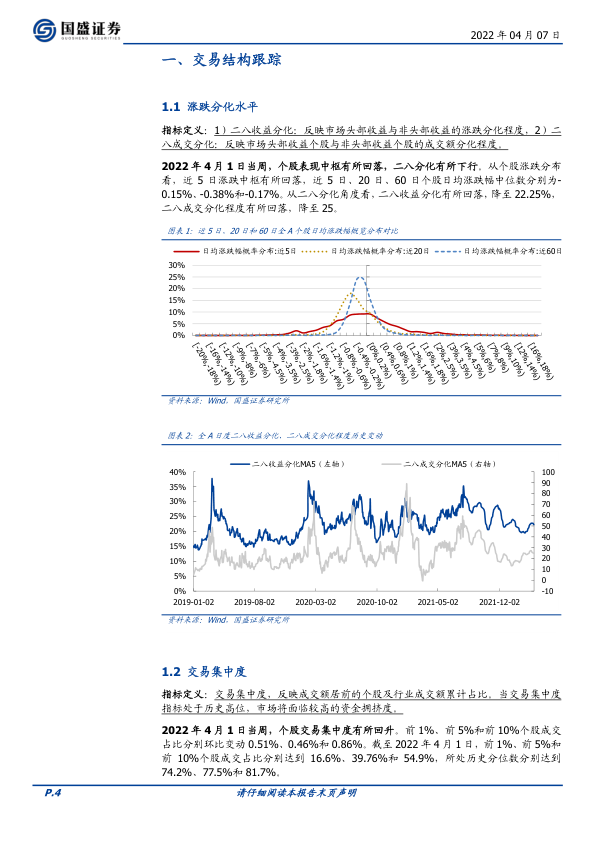 国盛证券
GUOSHENG SECURITIES
2022 年 04 月 07 日
一、交易结构跟踪
1.1 涨跌分化水平
指标定义：1）二八收益分化：反映市场头部收益与非头部收益的涨跌分化程度，2）二
八成交分化：反映市场头部收益个股与非头部收益个股的成交额分化程度。
2022 年 4 月 1 日当周，个股表现中枢有所回落，二八分化有所下行。从个股涨跌分布
看，近 5 日涨跌中枢有所回落，近 5 日、20 日、60 日个股日均涨跌幅中位数分别为-
0.15%、-0.38%和-0.17%。从二八分化角度看，二八收益分化有所回落，降至 22.25%，
二八成交分化程度有所回落，降至 25。
图表 1：近 5 日、20 日和 60 日全 A 个股日均涨跌幅概览分布对比
日均涨跌幅概率分布:近5日
日均涨跌幅概率分布:近20日
日均涨跌幅概率分布:近60日
30%
25%
20%
15%
10%
5%
0%
[-20%,-18%)
[-16%,-14%)
[-12%,-10%)
[-9%,-8%)
[-7%,-6%)
[-5%,-4.5%)
[-4%,-3.5%)
[-3%,-2.5%)
[-2%,-1.8%)
[-1.6%,-1.4%)
[-1.2%,-1%)
[-0.8%,-0.6%)
[-0.4%,-0.2%)
[0%,0.2%)
[0.4%,0.6%)
[0.8%,1%)
[1.2%,1.4%)
[1.6%,1.8%)
[2%,2.5%)
[3%,3.5%)
[4%,4.5%)
[5%,6%)
[7%,8%)
[9%,10%)
[12%,14%)
[16%,18%)
资料来源：Wind，国盛证券研究所
图表 2：全 A 日度二八收益分化、二八成交分化程度历史变动
二八收益分化MA5（左轴）
二八成交分化MA5（右轴）
40%
35%
30%
25%
20%
15%
10%
5%
0%
100
90
80
70
60
50
40
30
20
10
0
-10
2019-01-02
2019-08-02
2020-03-02
2020-10-02
2021-05-02
2021-12-02
资料来源：Wind，国盛证券研究所
1.2 交易集中度
指标定义：交易集中度，反映成交额居前的个股及行业成交额累计占比。当交易集中度
指标处于历史高位，市场将面临较高的资金拥挤度。
2022 年 4 月 1 日当周，个股交易集中度有所回升。前 1%、前 5%和前 10%个股成交
占比分别环比变动 0.51%、0.46%和 0.86%。截至 2022 年 4 月 1 日，前 1%、前 5%和
前 10%个股成交占比分别达到 16.6%、39.76%和 54.9%，所处历史分位数分别达到
74.2%、77.5%和 81.7%。
P.4
请仔细阅读本报告末页声明